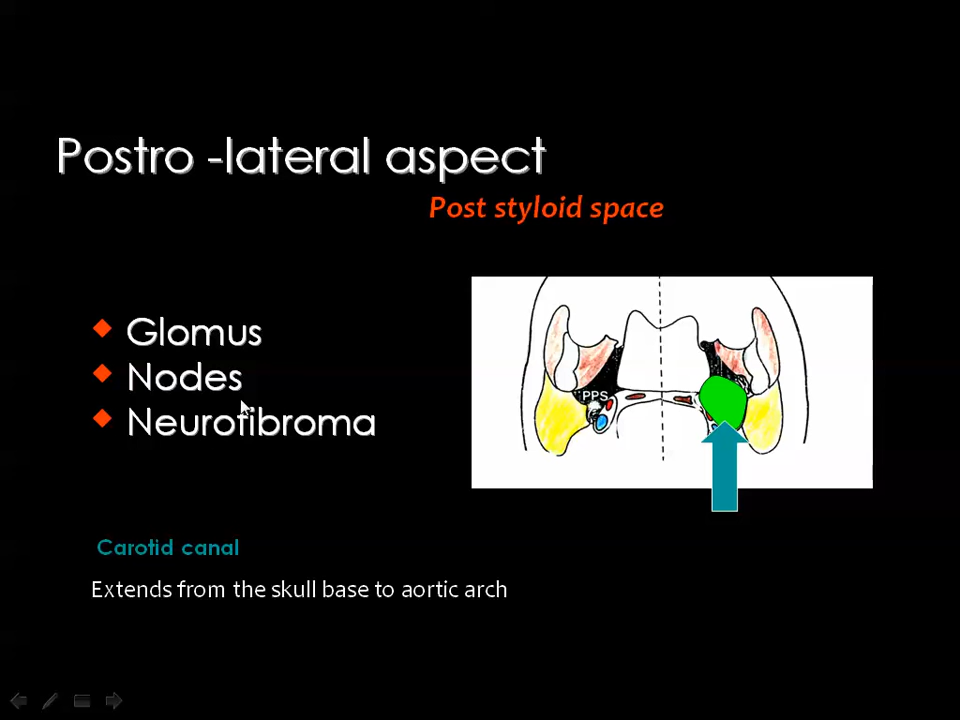 Postro -lateral aspect
Post styloid space
Glomus
Nodes
Neurofibroma
PPS
Carotid canal
Extends from the skull base to aortic arch